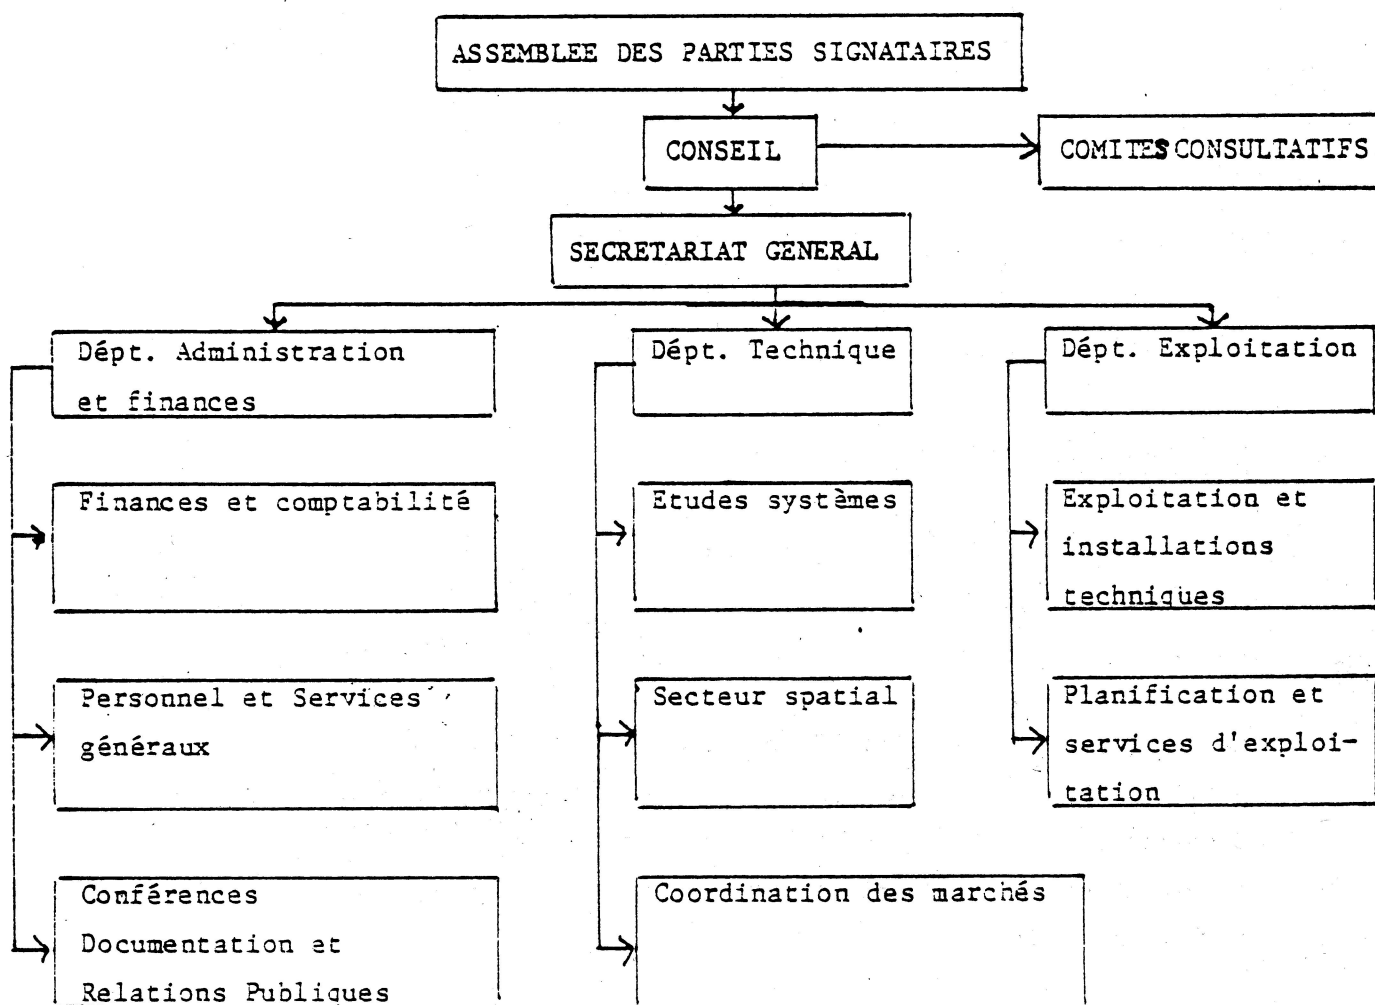 ASSEMBLEE DES PARTIES SIGNATAIRES
CONSEIL
COMITES CONSULTATIFS
SECRETARIAT GENERAL
Dépt. Administration
et finances
Dépt. Technique
Dépt. Exploitation
Finances et comptabilité
Etudes systèmes
Exploitation et
installations
techniques
Personnel et Services
généraux
Secteur spatial
Planification et
services d'exploi-
tation
Conférences
Documentation et
Relations Publiques
Coordination des marchés